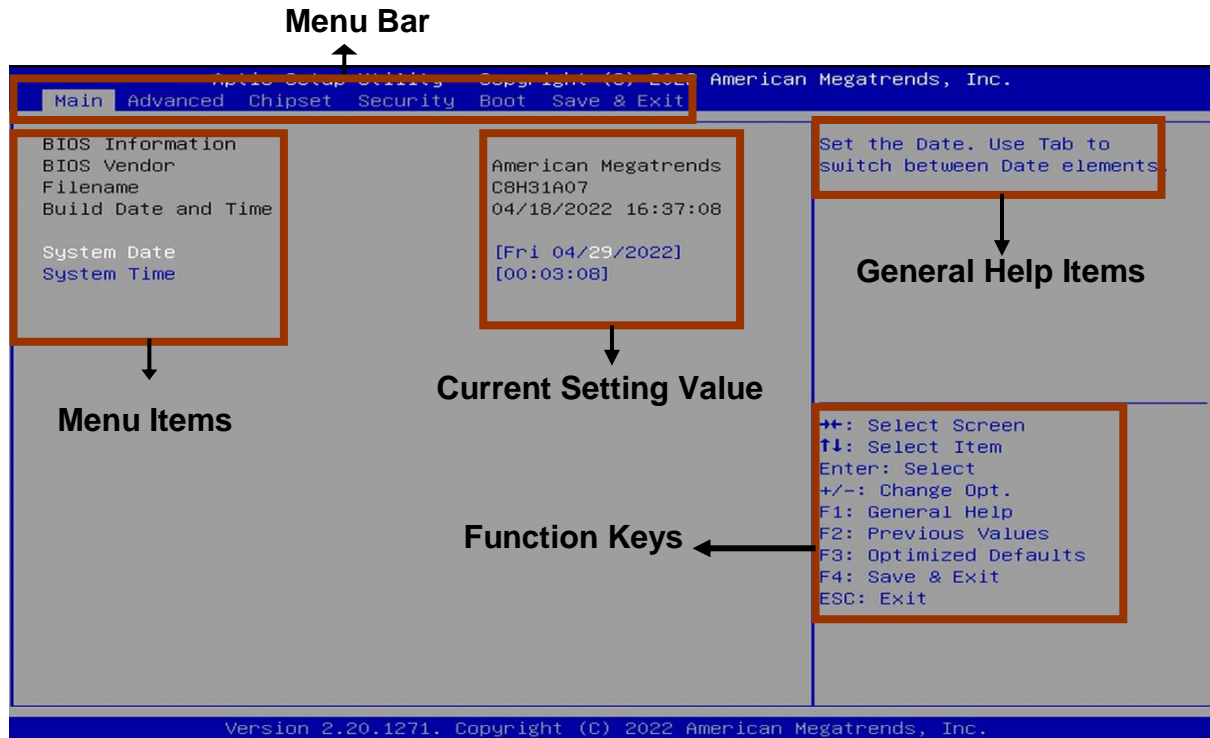 Menu Bar
Aptio Setup Utility Copyright (C) 2022 American Megatrends, Inc.
Main Advanced Chipset Security Boot Save & Exit
BIOS Information
BIOS Vendor American Megatrends
Filename C8H31A07
Build Date and Time 04/18/2022 16:37:08
System Date [Fri 04/29/2022]
System Time [00:03:08]
Set the Date. Use Tab to
switch between Date elements.
General Help Items
Current Setting Value
Menu Items
→←: Select Screen
↑↓: Select Item
Enter: Select
+/-: Change Opt.
F1: General Help
F2: Previous Values
F3: Optimized Defaults
F4: Save & Exit
ESC: Exit
Function Keys
Version 2.20.1271. Copyright (C) 2022 American Megatrends, Inc.